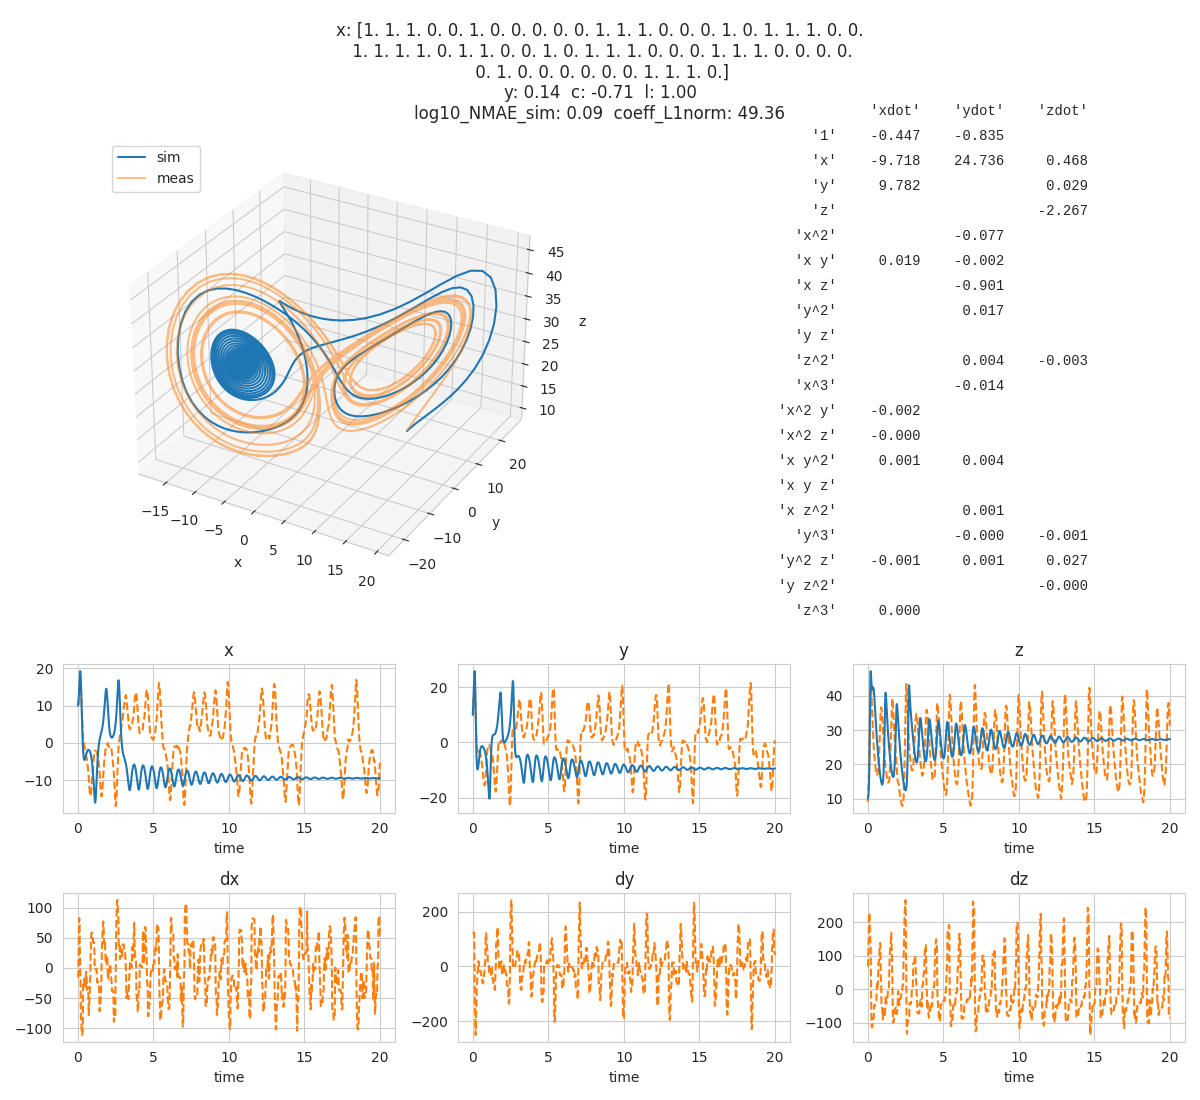 x: [1. 1. 1. 0. 0. 1. 0. 0. 0. 0. 0. 1. 1. 1. 0. 0. 0. 1. 0. 1. 1. 1. 0. 0.
1. 1. 1. 1. 0. 1. 1. 0. 0. 1. 0. 1. 1. 1. 0. 0. 0. 1. 1. 1. 0. 0. 0. 0.
0. 1. 0. 0. 0. 0. 0. 0. 1. 1. 1. 0.]
y: 0.14 c: -0.71 l: 1.00
log10_NMAE_sim: 0.09 coeff_L1norm: 49.36
'xdot' 'ydot' 'zdot'
'1' -0.447 -0.835
'x' -9.718 24.736 0.468
'y' 9.782 0.029
'z' -2.267
'x^2' -0.077
'x y' 0.019 -0.002
'x z' -0.901
'y^2' 0.017
'y z'
'z^2' 0.004 -0.003
'x^3' -0.014
'x^2 y' -0.002
'x^2 z' -0.000
'x y^2' 0.001 0.004
'x y z'
'x z^2' 0.001
'y^3' -0.000 -0.001
'y^2 z' -0.001 0.001 0.027
'y z^2' -0.000
'z^3' 0.000
sim
meas
45
40
35
30
25
20
15
10
z
−15
−10
−5
0
5
10
15
20
x
20
10
0
−10
−20
y
x
20
10
0
−10
0 5 10 15 20
time
y
20
0
−20
0 5 10 15 20
time
z
40
30
20
10
0 5 10 15 20
time
dx
100
50
0
−50
−100
0 5 10 15 20
time
dy
200
0
−200
0 5 10 15 20
time
dz
200
100
0
−100
0 5 10 15 20
time